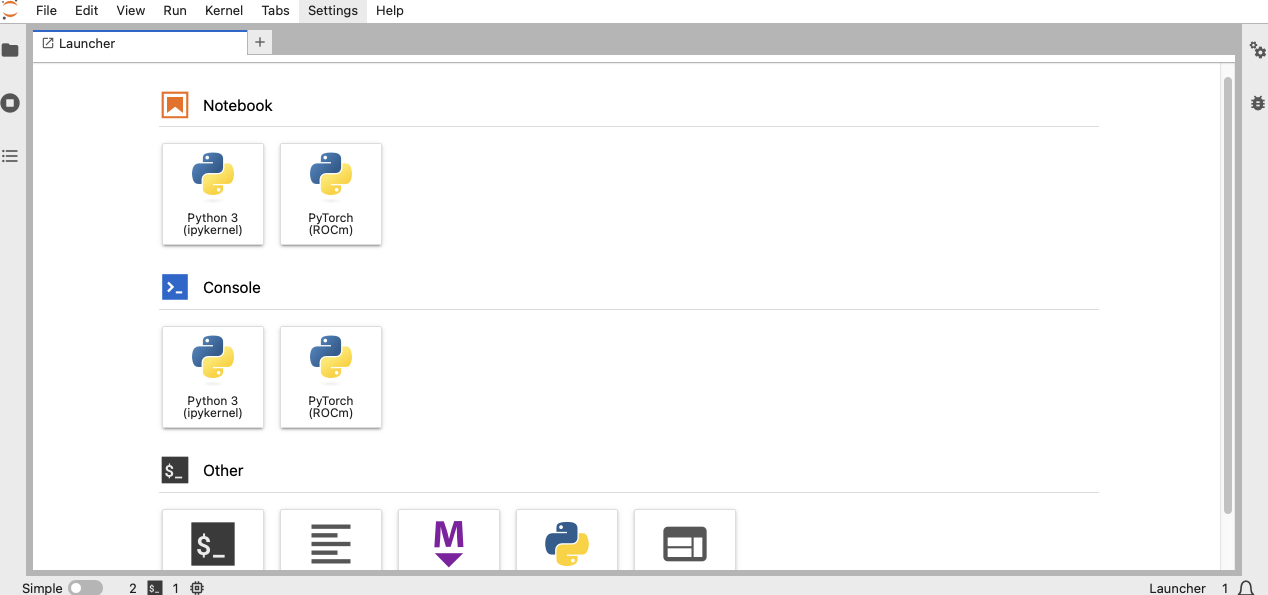 File Edit View Run Kernel Tabs Settings Help
Launcher
Notebook
Python 3
(ipykernel)
PyTorch
(ROCm)
Console
Python 3
(ipykernel)
PyTorch
(ROCm)
$_ Other
$_ M
Simple 2 $_ 1 Launcher 1